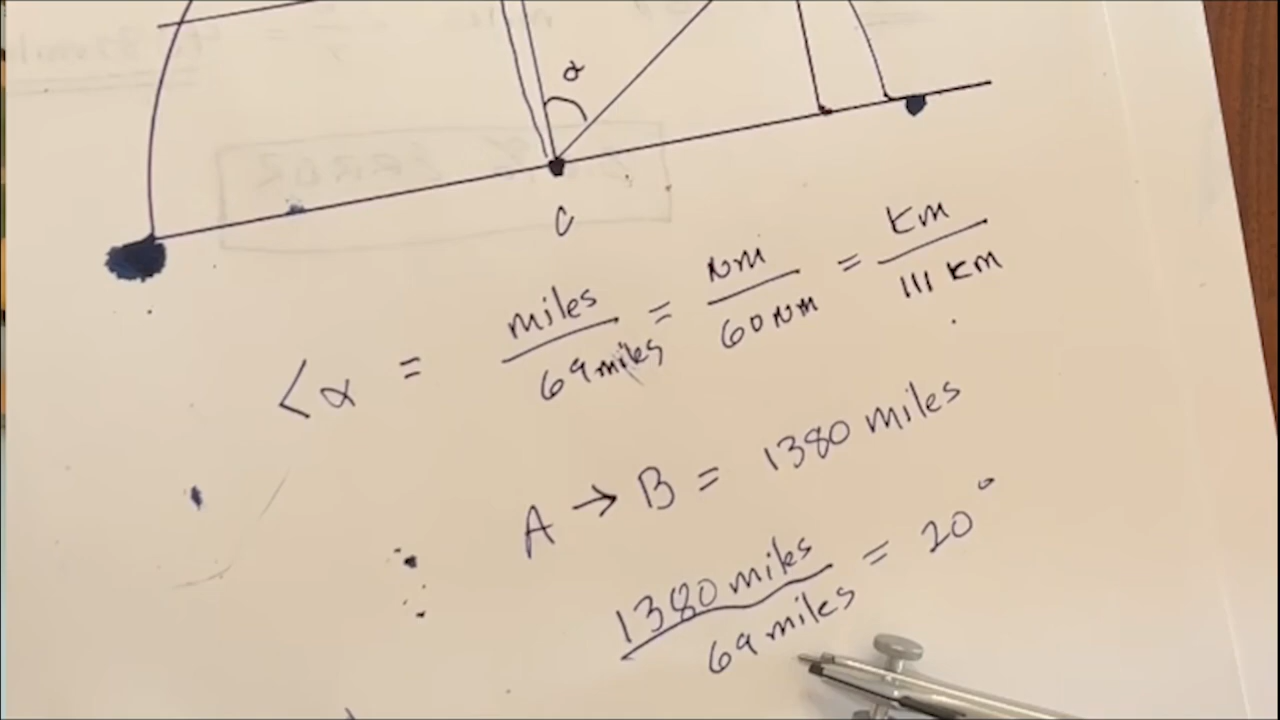 α
C
<α = miles / 69 miles = NM / 60 NM = KM / 111 KM
A → B = 1380 miles
1380 miles / 69 miles = 20°